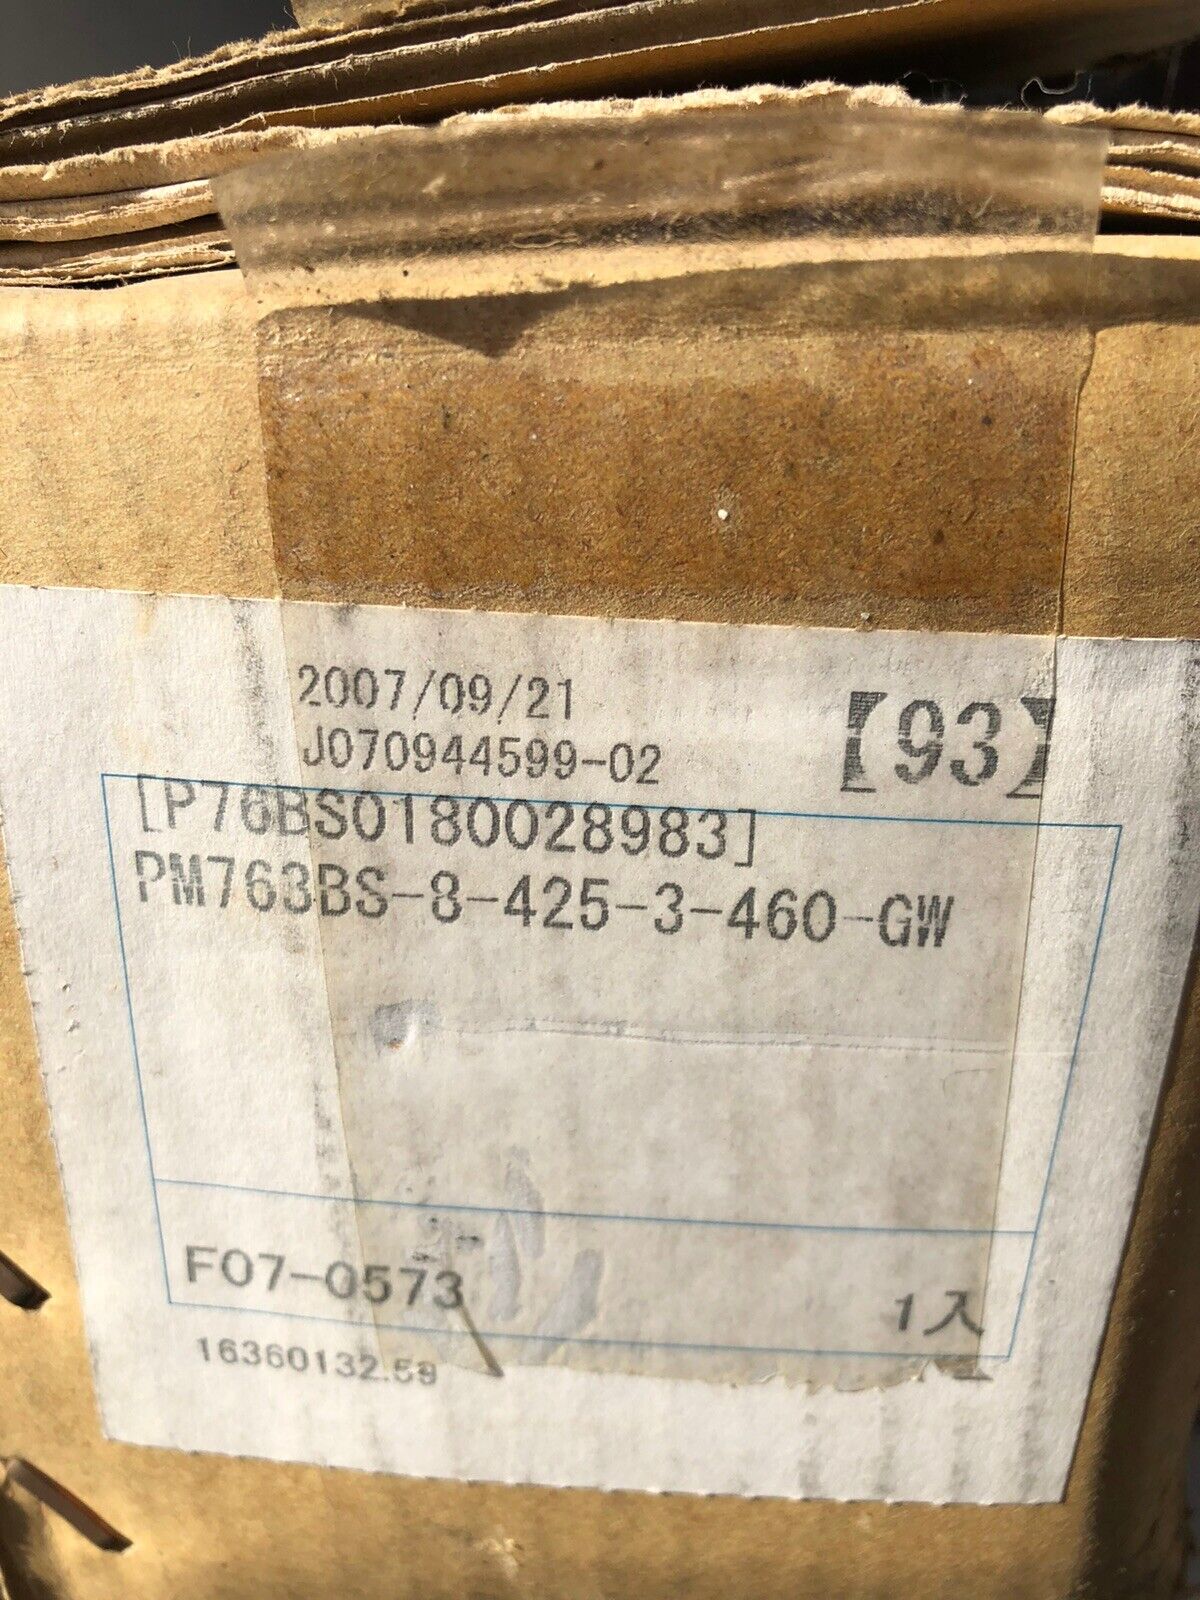 2007/09/21
J070944599-02
【93】
[P76BS0180028983]
PM763BS-8-425-3-460-GW
F07-0573
1入
16360132.59